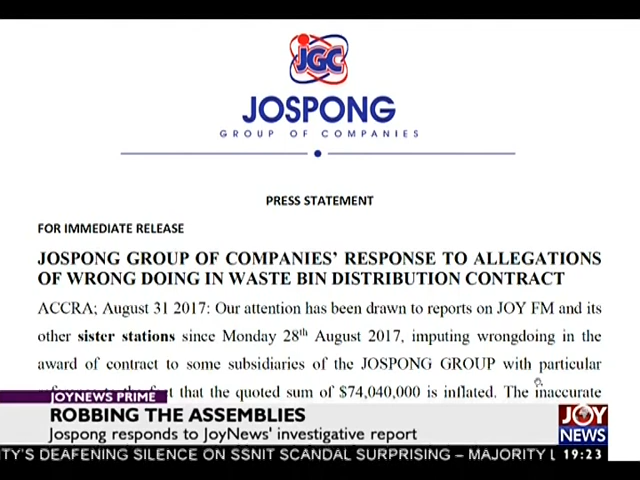 JGC
JOSPONG
GROUP OF COMPANIES
PRESS STATEMENT
FOR IMMEDIATE RELEASE
JOSPONG GROUP OF COMPANIES' RESPONSE TO ALLEGATIONS
OF WRONG DOING IN WASTE BIN DISTRIBUTION CONTRACT
ACCRA; August 31 2017: Our attention has been drawn to reports on JOY FM and its
other sister stations since Monday 28th August 2017, imputing wrongdoing in the
award of contract to some subsidiaries of the JOSPONG GROUP with particular
that the quoted sum of $74,040,000 is inflated. The inaccurate
JOYNEWS PRIME
ROBBING THE ASSEMBLIES
Jospong responds to JoyNews' investigative report
JOY
NEWS
TY'S DEAFENING SILENCE ON SSNIT SCANDAL SURPRISING – MAJORITY L
19:23